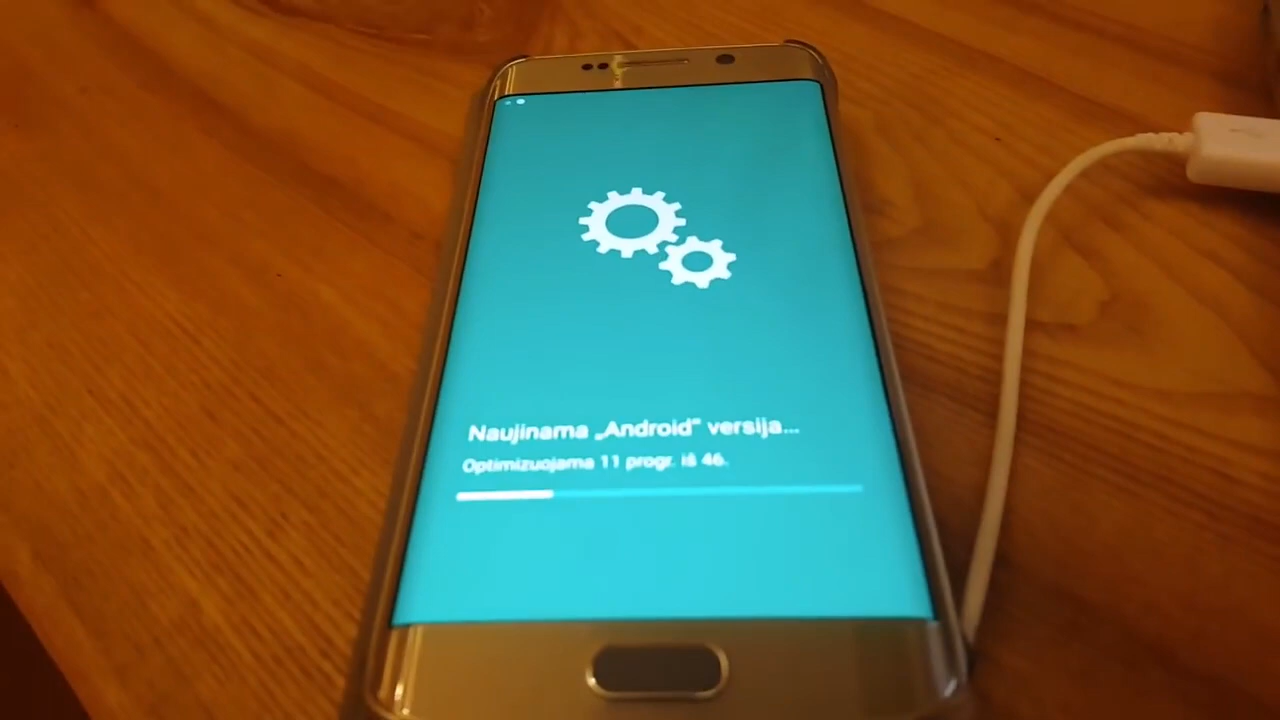 Naujinama „Android“ versija...
Optimizuojama 11 progr. iš 46.